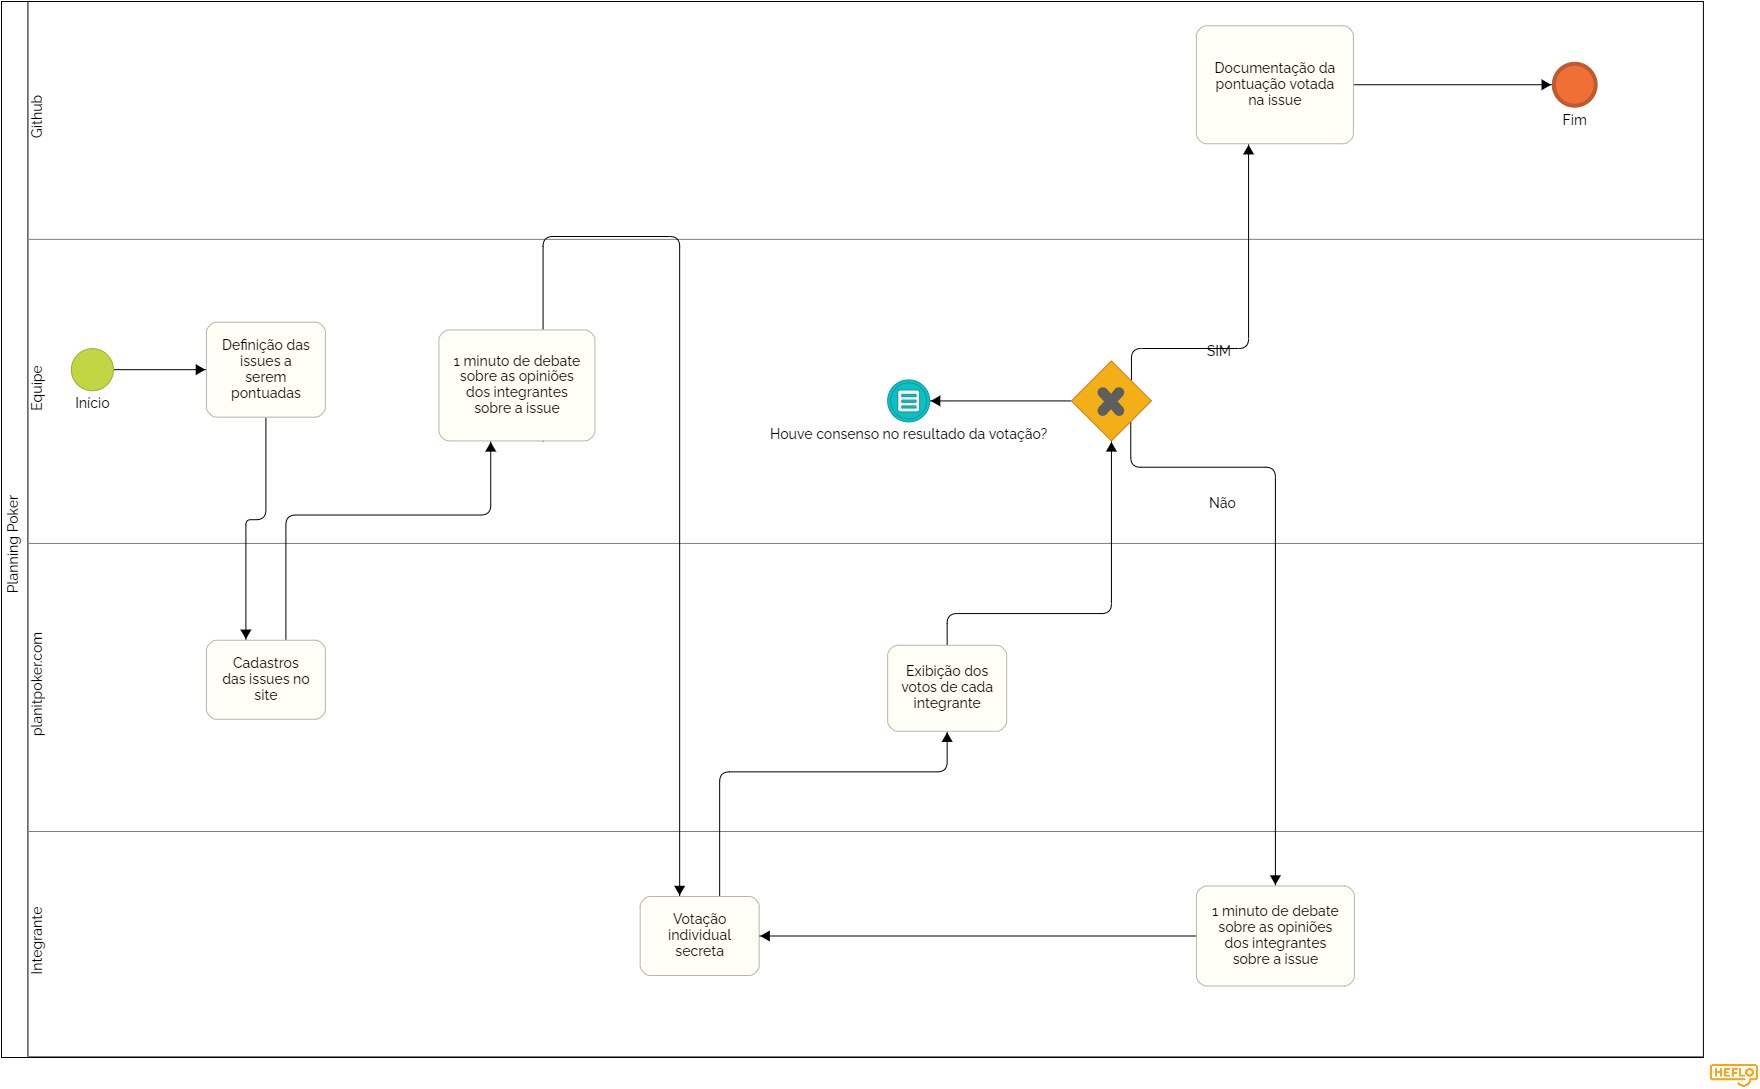 Planning Poker
Github
Documentação da
pontuação votada
na issue
Fim
Equipe
Início
Definição das
issues a
serem
pontuadas
1 minuto de debate
sobre as opiniões
dos integrantes
sobre a issue
Houve consenso no resultado da votação?
SIM
Não
planitpoker.com
Cadastros
das issues no
site
Exibição dos
votos de cada
integrante
Integrante
Votação
individual
secreta
1 minuto de debate
sobre as opiniões
dos integrantes
sobre a issue
HEFLO